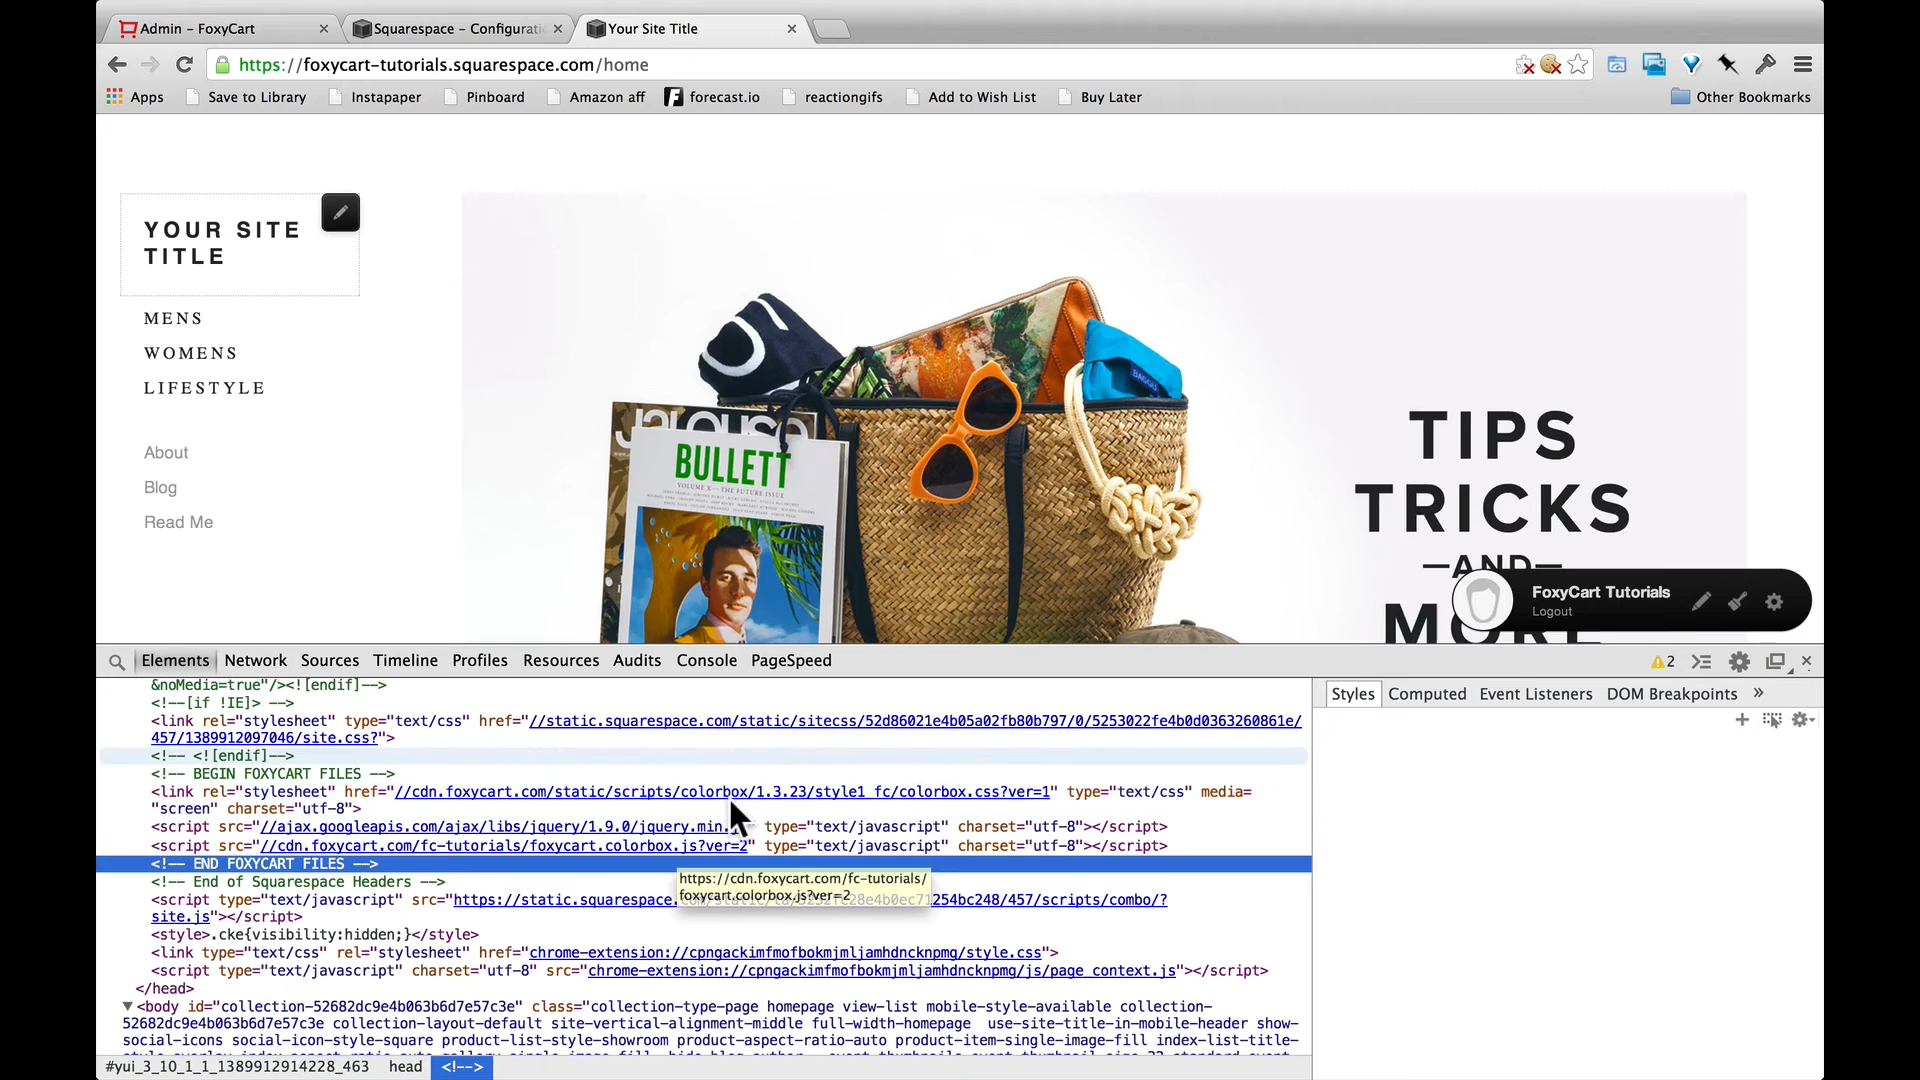 Admin – FoxyCart
Squarespace – Configurati
Your Site Title
https://foxycart-tutorials.squarespace.com/home
Apps
Save to Library
Instapaper
Pinboard
Amazon aff
forecast.io
reactiongifs
Add to Wish List
Buy Later
Other Bookmarks
YOUR SITE
TITLE
MENS
WOMENS
LIFESTYLE
About
Blog
Read Me
jalouse
BULLETT
VOLUME X—THE FUTURE ISSUE
BAGGU
TIPS
TRICKS
—AND—
MORE
FoxyCart Tutorials
Logout
Elements
Network
Sources
Timeline
Profiles
Resources
Audits
Console
PageSpeed
2
&noMedia=true"/><![endif]-->
<!--[if !IE]> -->
<link rel="stylesheet" type="text/css" href="//static.squarespace.com/static/sitecss/52d86021e4b05a02fb80b797/0/5253022fe4b0d0363260861e/
457/1389912097046/site.css?">
<!-- <![endif]-->
<!-- BEGIN FOXYCART FILES -->
<link rel="stylesheet" href="//cdn.foxycart.com/static/scripts/colorbox/1.3.23/style1_fc/colorbox.css?ver=1" type="text/css" media=
"screen" charset="utf-8">
<script src="//ajax.googleapis.com/ajax/libs/jquery/1.9.0/jquery.min. " type="text/javascript" charset="utf-8"></script>
<script src="//cdn.foxycart.com/fc-tutorials/foxycart.colorbox.js?ver=2" type="text/javascript" charset="utf-8"></script>
<!-- END FOXYCART FILES -->
https://cdn.foxycart.com/fc-tutorials/
foxycart.colorbox.js?ver=2
<!-- End of Squarespace Headers -->
<script type="text/javascript" src="https://static.squarespace. 254bc248/457/scripts/combo/?
site.js"></script>
<style>.cke{visibility:hidden;}</style>
<link type="text/css" rel="stylesheet" href="chrome-extension://cpngackimfmofbokmjmljamhdncknpmg/style.css">
<script type="text/javascript" charset="utf-8" src="chrome-extension://cpngackimfmofbokmjmljamhdncknpmg/js/page_context.js"></script>
</head>
<body id="collection-52682dc9e4b063b6d7e57c3e" class="collection-type-page homepage view-list mobile-style-available collection-
52682dc9e4b063b6d7e57c3e collection-layout-default site-vertical-alignment-middle full-width-homepage use-site-title-in-mobile-header show-
social-icons social-icon-style-square product-list-style-showroom product-aspect-ratio-auto product-item-single-image-fill index-list-title-
#yui_3_10_1_1_1389912914228_463
head
<!-->
Styles
Computed
Event Listeners
DOM Breakpoints
»